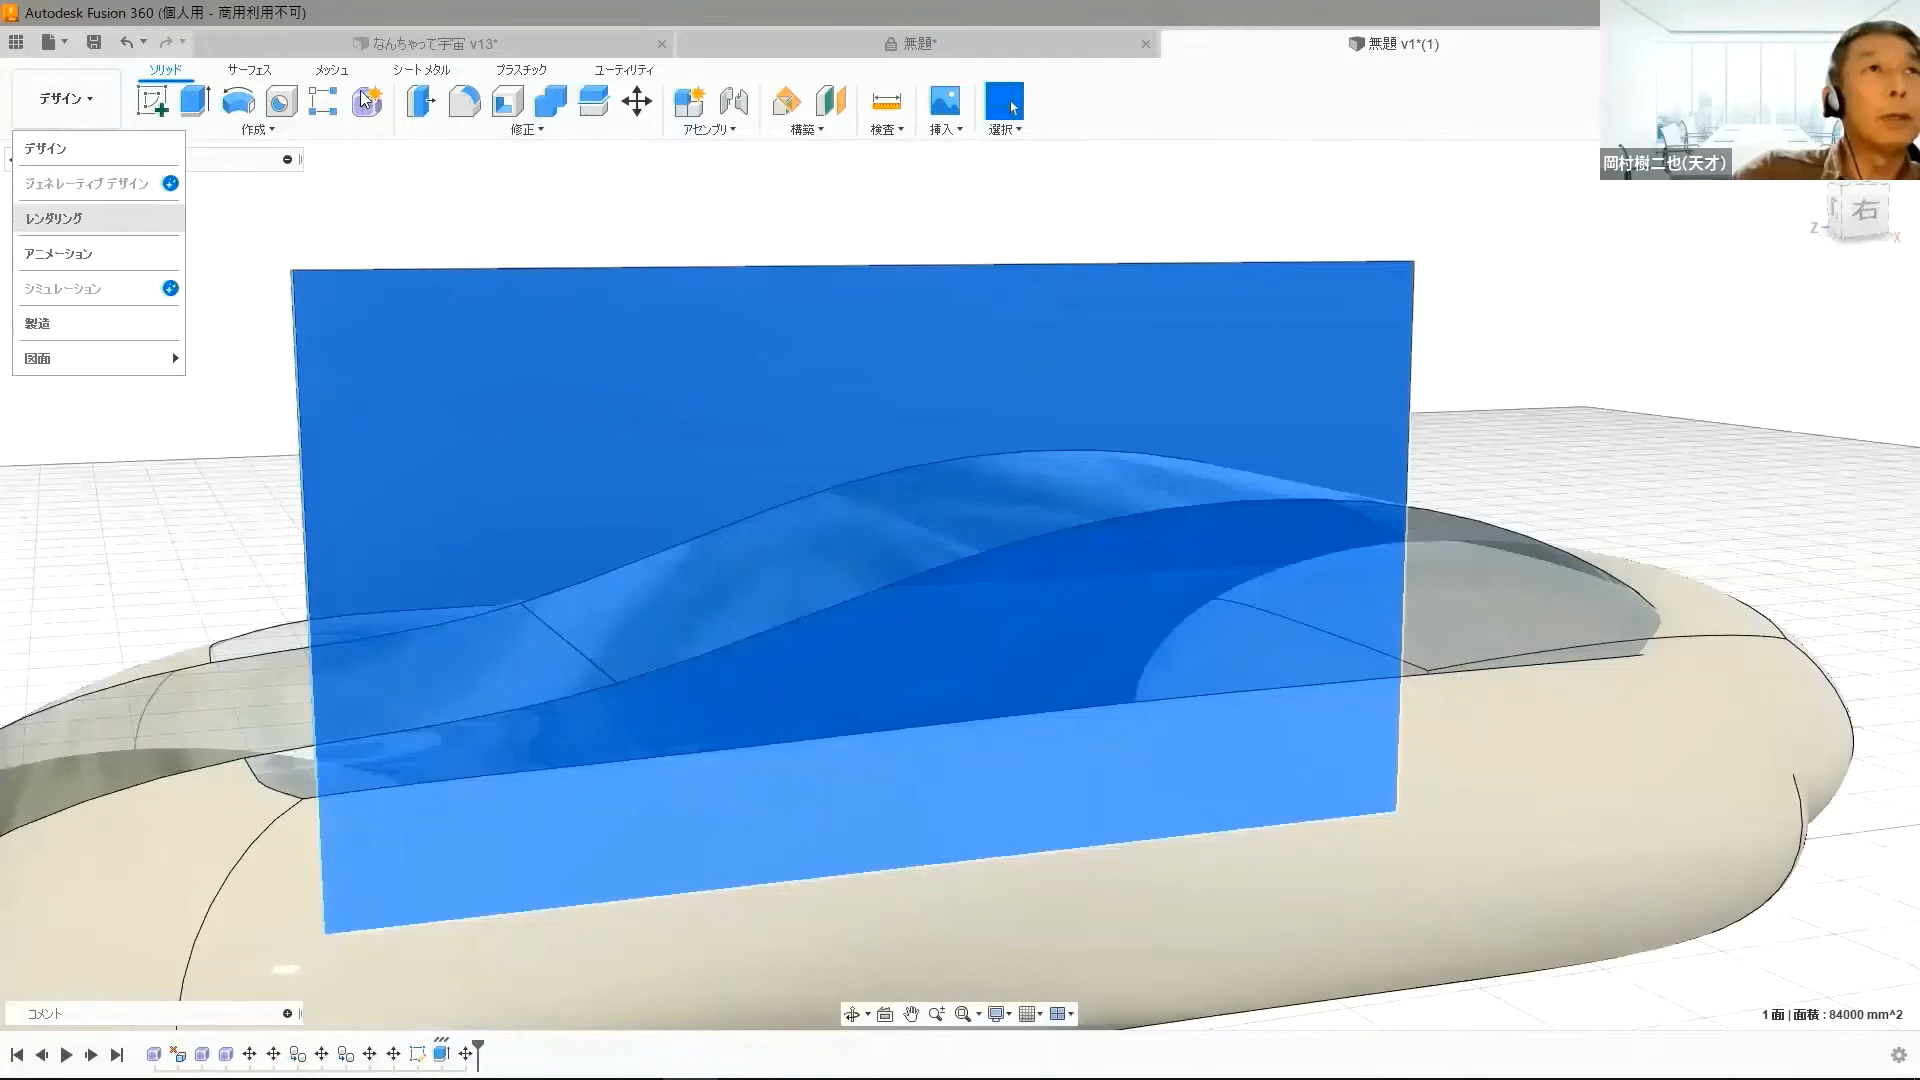 Autodesk Fusion 360 (個人用 - 商用利用不可)
なんちゃって宇宙 v13*
無題*
無題 v1*(1)
ソリッド
サーフェス
メッシュ
シート メタル
プラスチック
ユーティリティ
デザイン
作成
修正
アセンブリ
構築
検査
挿入
選択
デザイン
ジェネレーティブ デザイン
レンダリング
アニメーション
シミュレーション
製造
図面
岡村樹二也(天才)
右
Z
X
コメント
1 面 | 面積 : 84000 mm^2